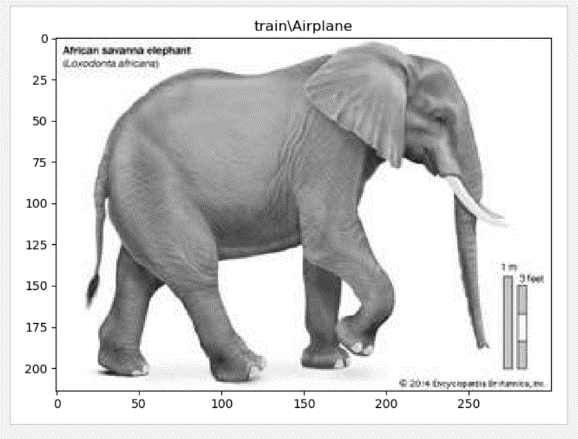 train\Airplane
African savanna elephant
(Loxodonta africana)
0
25
50
75
100
125
150
175
200
1 m
3 feet
© 2014 Encyclopædia Britannica, Inc.
0
50
100
150
200
250